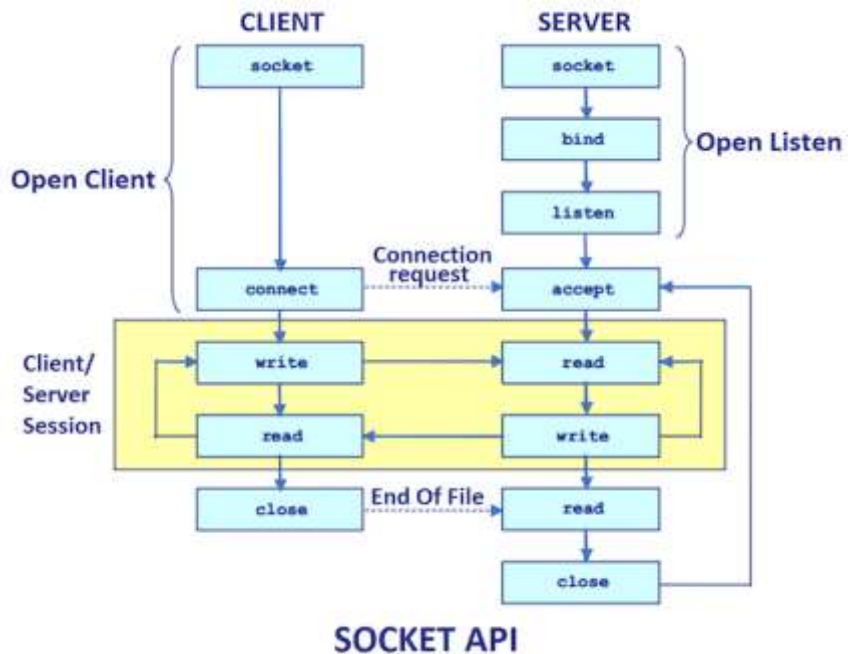 CLIENT
SERVER
socket
socket
bind
Open Listen
Open Client
listen
Connection
request
connect
accept
Client/
Server
Session
write
read
read
write
End Of File
close
read
close
SOCKET API